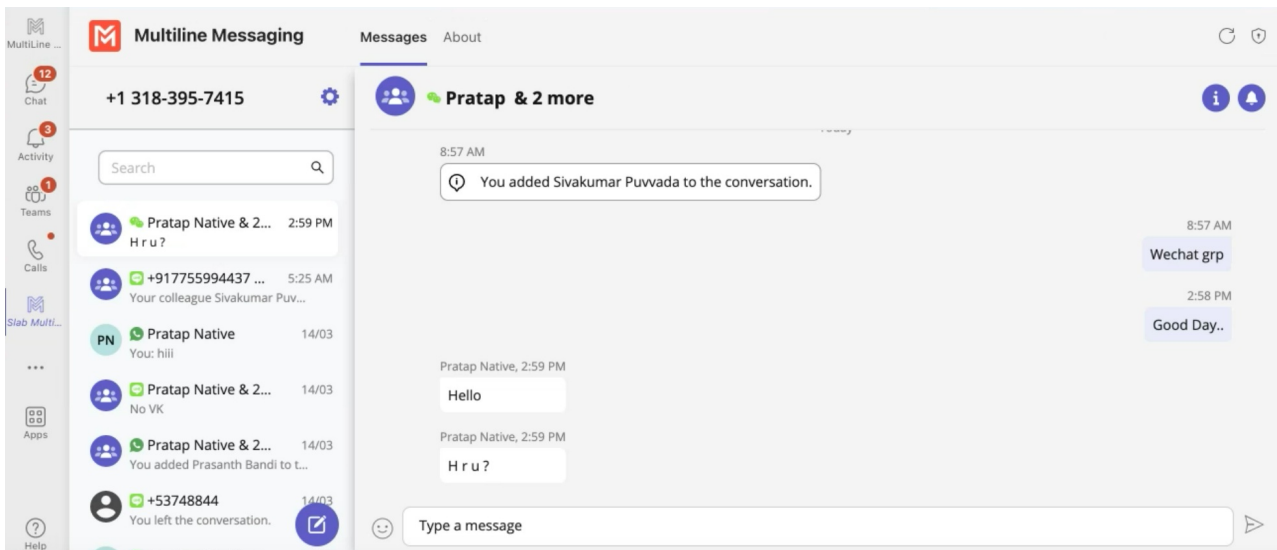 MultiLine ...
12
Chat
3
Activity
1
Teams
Calls
Slab Multi...
Apps
Help
Multiline Messaging
Messages About
+1 318-395-7415
Search
Pratap Native & 2... 2:59 PM
H r u ?
+917755994437 ... 5:25 AM
Your colleague Sivakumar Puv...
PN
Pratap Native 14/03
You: hiii
Pratap Native & 2... 14/03
No VK
Pratap Native & 2... 14/03
You added Prasanth Bandi to t...
+53748844 14/03
You left the conversation.
Pratap & 2 more
Today
8:57 AM
You added Sivakumar Puvvada to the conversation.
8:57 AM
Wechat grp
2:58 PM
Good Day..
Pratap Native, 2:59 PM
Hello
Pratap Native, 2:59 PM
H r u ?
Type a message